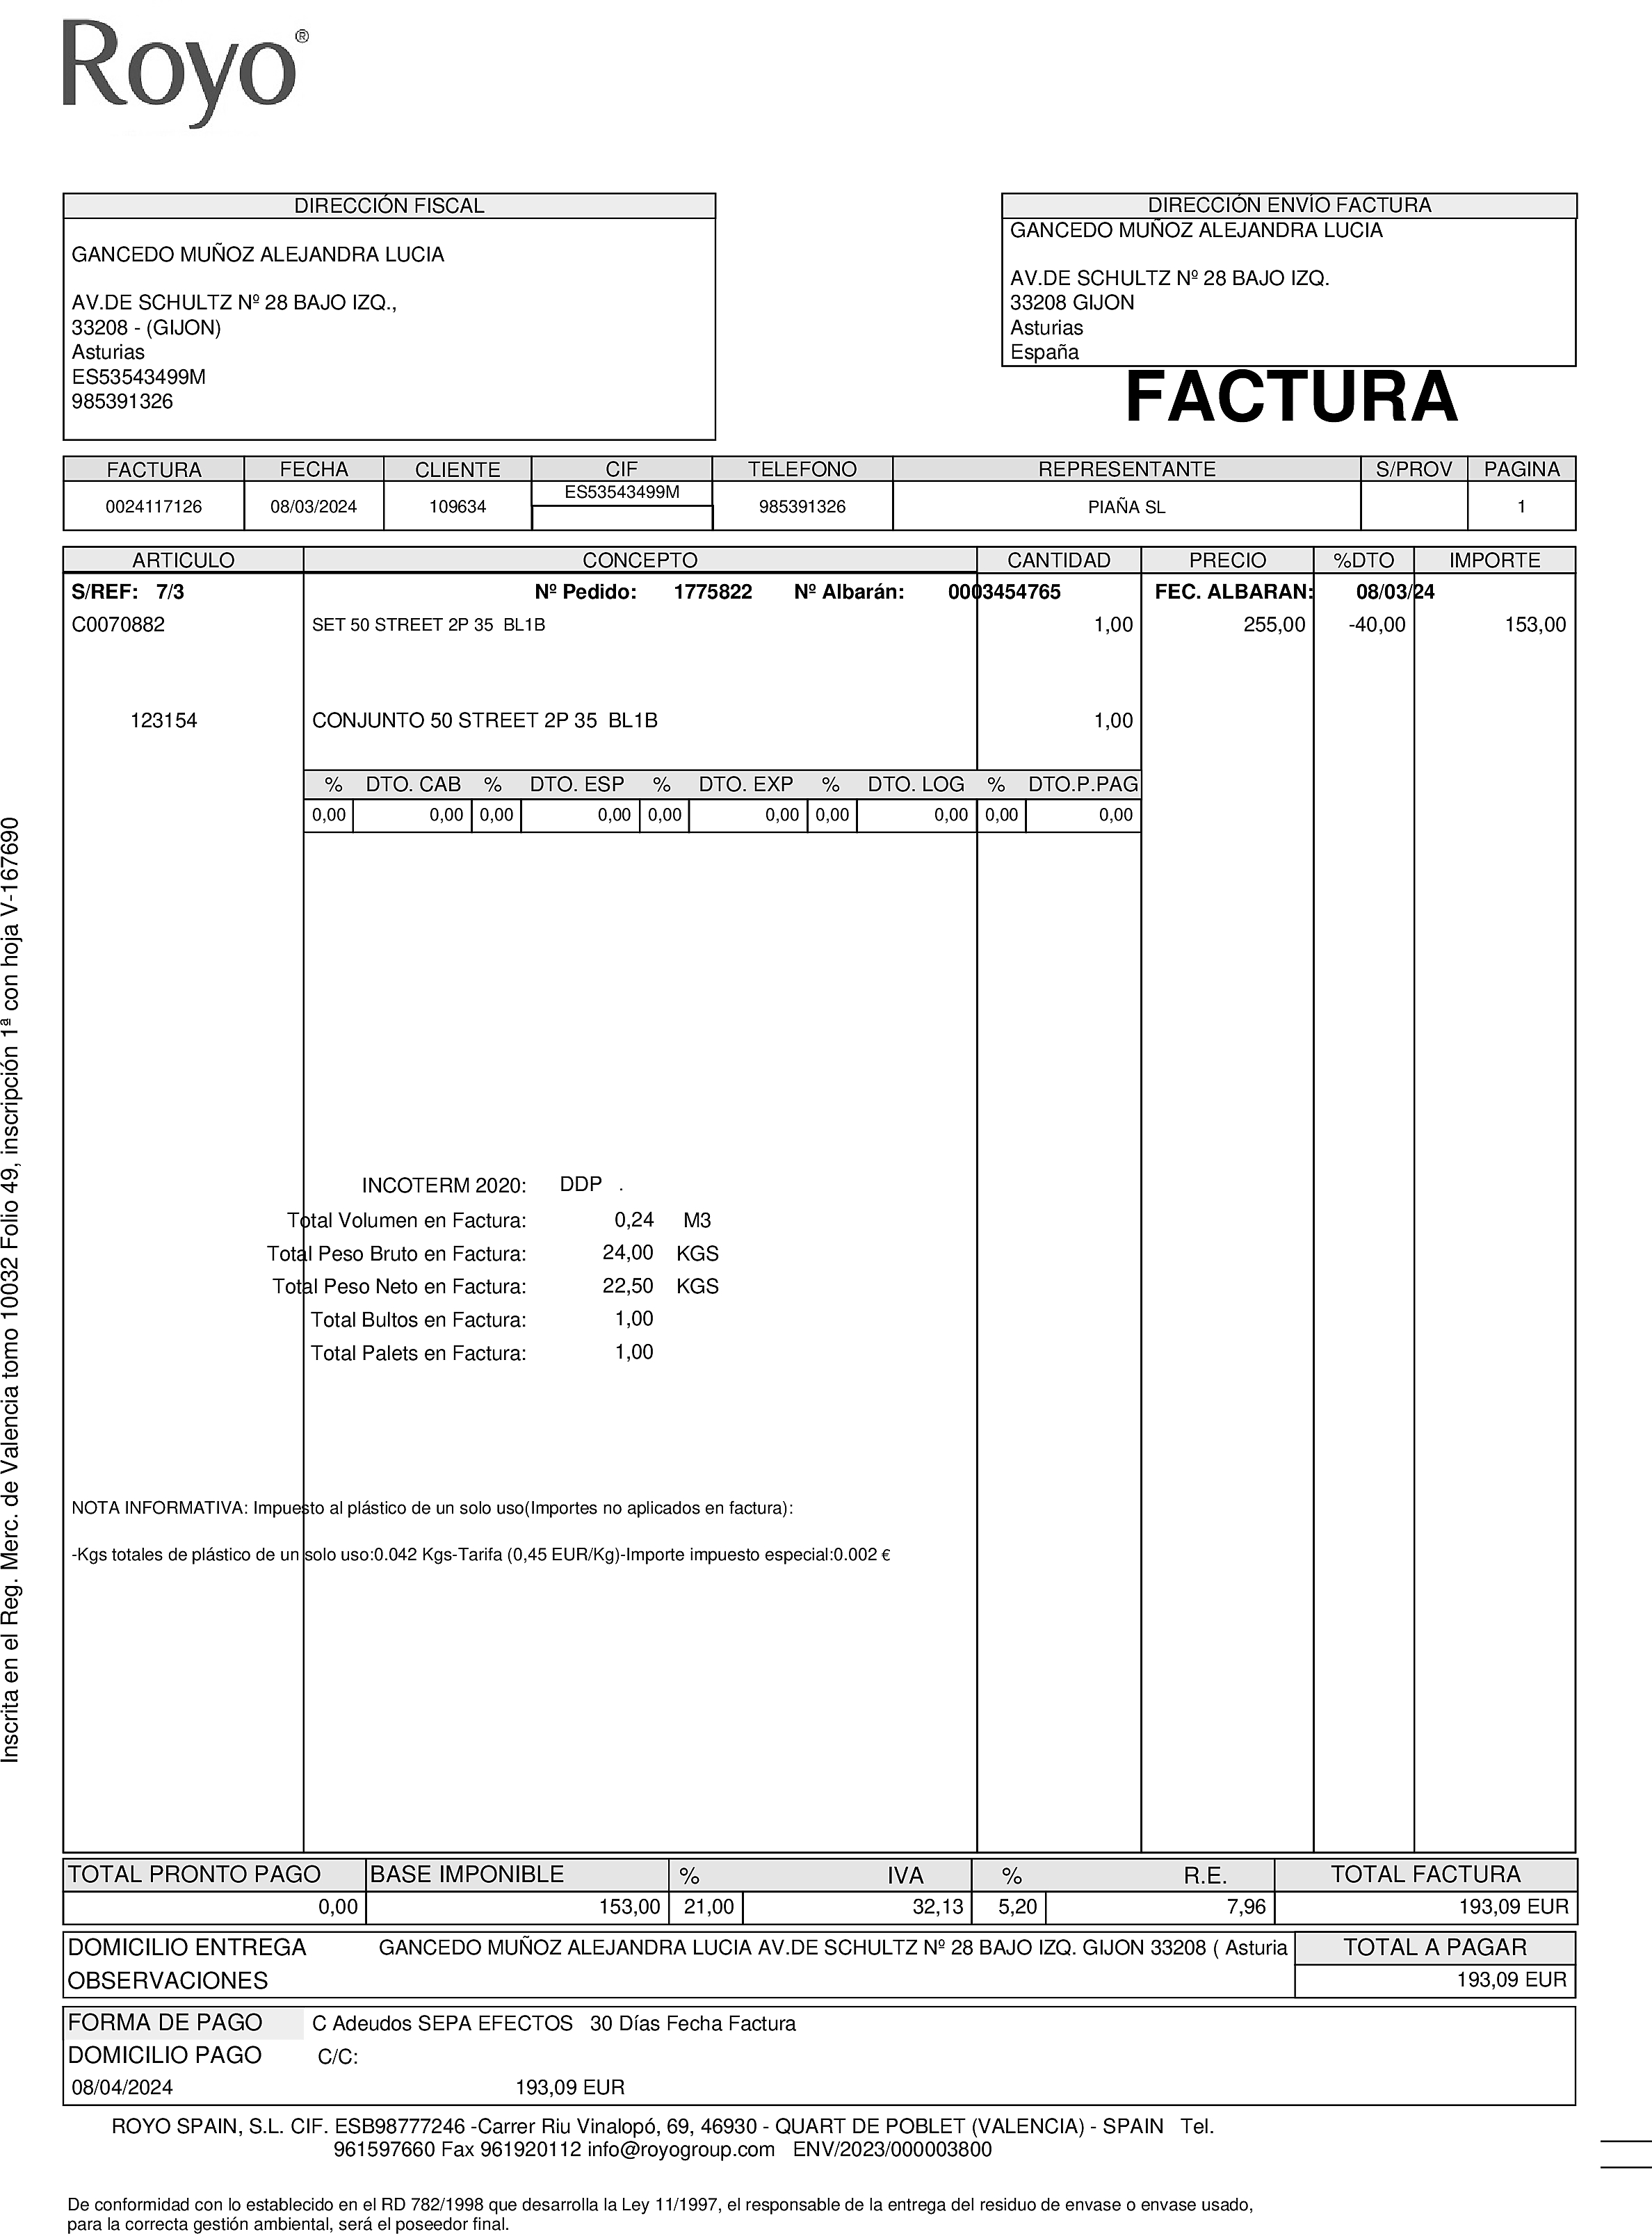 Royo®
DIRECCIÓN FISCAL
GANCEDO MUÑOZ ALEJANDRA LUCIA
AV.DE SCHULTZ Nº 28 BAJO IZQ.,
33208 - (GIJON)
Asturias
ES53543499M
985391326
DIRECCIÓN ENVÍO FACTURA
GANCEDO MUÑOZ ALEJANDRA LUCIA
AV.DE SCHULTZ Nº 28 BAJO IZQ.
33208 GIJON
Asturias
España
FACTURA
FACTURA FECHA CLIENTE CIF TELEFONO REPRESENTANTE S/PROV PAGINA
0024117126 08/03/2024 109634 ES53543499M 985391326 PIAÑA SL 1
ARTICULO CONCEPTO CANTIDAD PRECIO %DTO IMPORTE
S/REF: 7/3 Nº Pedido: 1775822 Nº Albarán: 0003454765 FEC. ALBARAN: 08/03/24
C0070882 SET 50 STREET 2P 35 BL1B 1,00 255,00 -40,00 153,00
123154 CONJUNTO 50 STREET 2P 35 BL1B 1,00
% DTO. CAB % DTO. ESP % DTO. EXP % DTO. LOG % DTO.P.PAG
0,00 0,00 0,00 0,00 0,00 0,00 0,00 0,00 0,00 0,00
INCOTERM 2020: DDP .
Total Volumen en Factura: 0,24 M3
Total Peso Bruto en Factura: 24,00 KGS
Total Peso Neto en Factura: 22,50 KGS
Total Bultos en Factura: 1,00
Total Palets en Factura: 1,00
NOTA INFORMATIVA: Impuesto al plástico de un solo uso(Importes no aplicados en factura):
-Kgs totales de plástico de un solo uso:0.042 Kgs-Tarifa (0,45 EUR/Kg)-Importe impuesto especial:0.002 €
Inscrita en el Reg. Merc. de Valencia tomo 10032 Folio 49, inscripción 1ª con hoja V-167690
TOTAL PRONTO PAGO BASE IMPONIBLE % IVA % R.E. TOTAL FACTURA
0,00 153,00 21,00 32,13 5,20 7,96 193,09 EUR
DOMICILIO ENTREGA GANCEDO MUÑOZ ALEJANDRA LUCIA AV.DE SCHULTZ Nº 28 BAJO IZQ. GIJON 33208 ( Asturia TOTAL A PAGAR
OBSERVACIONES 193,09 EUR
FORMA DE PAGO C Adeudos SEPA EFECTOS 30 Días Fecha Factura
DOMICILIO PAGO C/C:
08/04/2024 193,09 EUR
ROYO SPAIN, S.L. CIF. ESB98777246 -Carrer Riu Vinalopó, 69, 46930 - QUART DE POBLET (VALENCIA) - SPAIN Tel.
961597660 Fax 961920112 info@royogroup.com ENV/2023/000003800
De conformidad con lo establecido en el RD 782/1998 que desarrolla la Ley 11/1997, el responsable de la entrega del residuo de envase o envase usado,
para la correcta gestión ambiental, será el poseedor final.